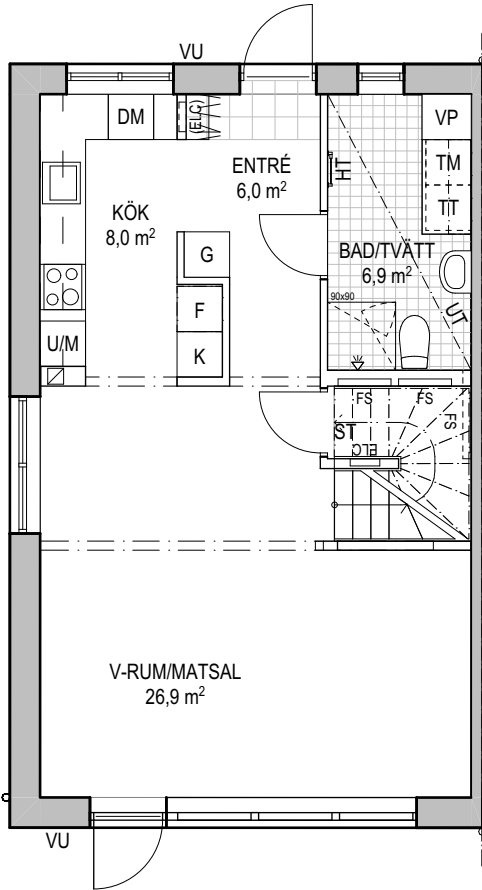 VU
DM
(ELC)
VP
ENTRÉ
6,0 m²
HT
TM
TT
KÖK
8,0 m²
G
BAD/TVÄTT
6,9 m²
F
90x90
UT
U/M
K
FS
FS
FS
ST
ELC
V-RUM/MATSAL
26,9 m²
VU